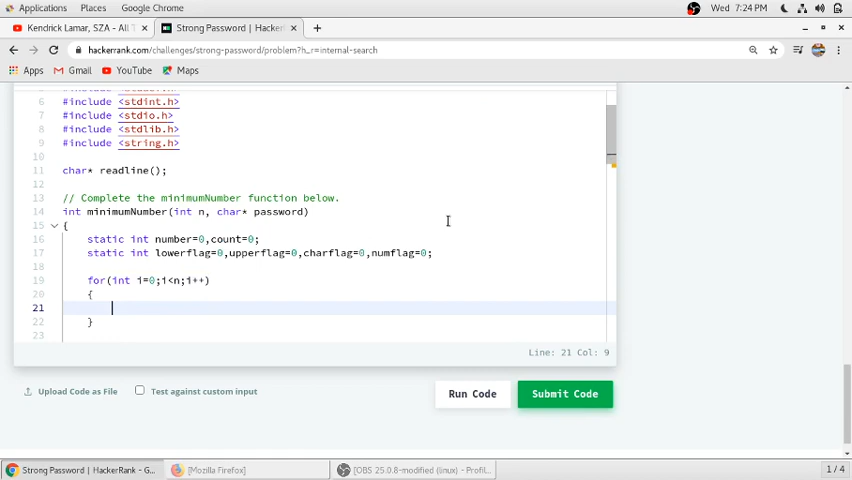 Applications Places Google Chrome Wed 7:24 PM
Kendrick Lamar, SZA - All T × Strong Password | HackerR × +
hackerrank.com/challenges/strong-password/problem?h_r=internal-search
Apps Gmail YouTube Maps
6 #include <stdint.h>
7 #include <stdio.h>
8 #include <stdlib.h>
9 #include <string.h>
10
11 char* readline();
12
13 // Complete the minimumNumber function below.
14 int minimumNumber(int n, char* password)
15 {
16 static int number=0,count=0;
17 static int lowerflag=0,upperflag=0,charflag=0,numflag=0;
18
19 for(int i=0;i<n;i++)
20 {
21
22 }
23
Line: 21 Col: 9
Upload Code as File Test against custom input Run Code Submit Code
Strong Password | HackerRank - G... [Mozilla Firefox] [OBS 25.0.8-modified (linux) - Profil... 1 / 4